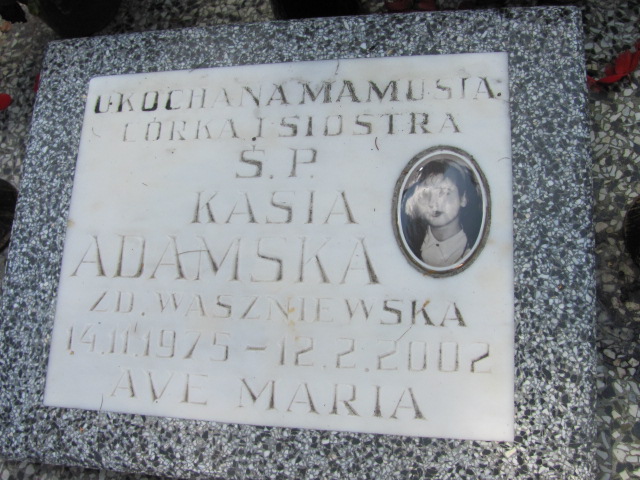 UKOCHANA MAMUSIA.
CÓRKA I SIOSTRA
Ś.P.
KASIA
ADAMSKA
ZD. WASZNIEWSKA
14.11.1975 – 12.2.2002
AVE MARIA